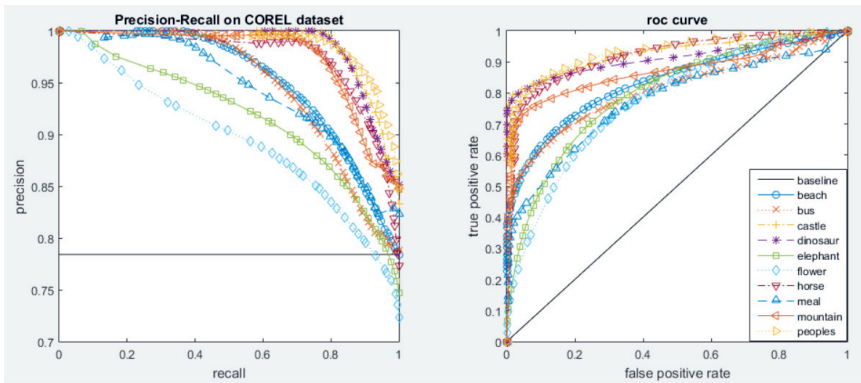 Precision-Recall on COREL dataset
1
0.95
0.9
0.85
0.8
0.75
0.7
precision
0
0.2
0.4
0.6
0.8
1
recall
roc curve
1
0.9
0.8
0.7
0.6
0.5
0.4
0.3
0.2
0.1
0
true positive rate
0
0.2
0.4
0.6
0.8
1
false positive rate
baseline
beach
bus
castle
dinosaur
elephant
flower
horse
meal
mountain
peoples